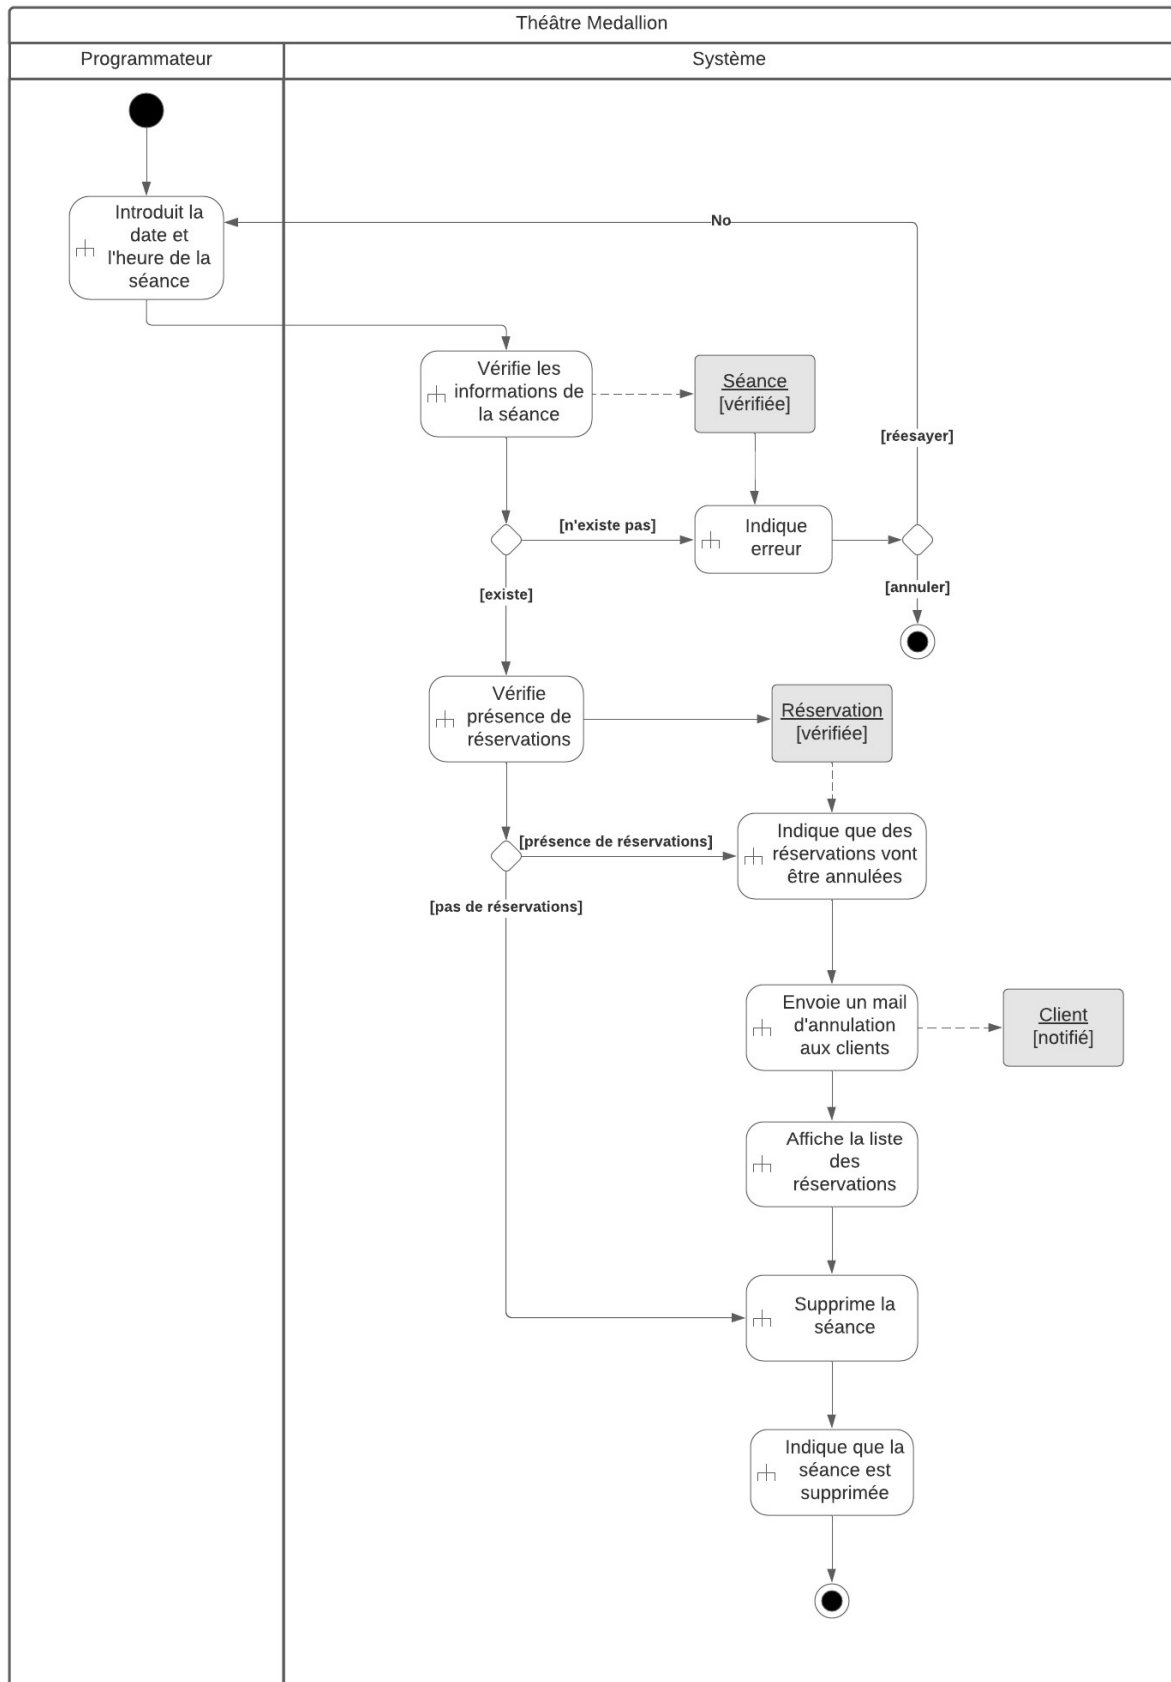 Théâtre Medallion
Programmateur
Système
Introduit la
date et
l'heure de la
séance
No
Vérifie les
informations de
la séance
Séance
[vérifiée]
[réesayer]
[n'existe pas]
Indique
erreur
[existe]
[annuler]
Vérifie
présence de
réservations
Réservation
[vérifiée]
[présence de réservations]
Indique que des
réservations vont
être annulées
[pas de réservations]
Envoie un mail
d'annulation
aux clients
Client
[notifié]
Affiche la liste
des
réservations
Supprime la
séance
Indique que la
séance est
supprimée